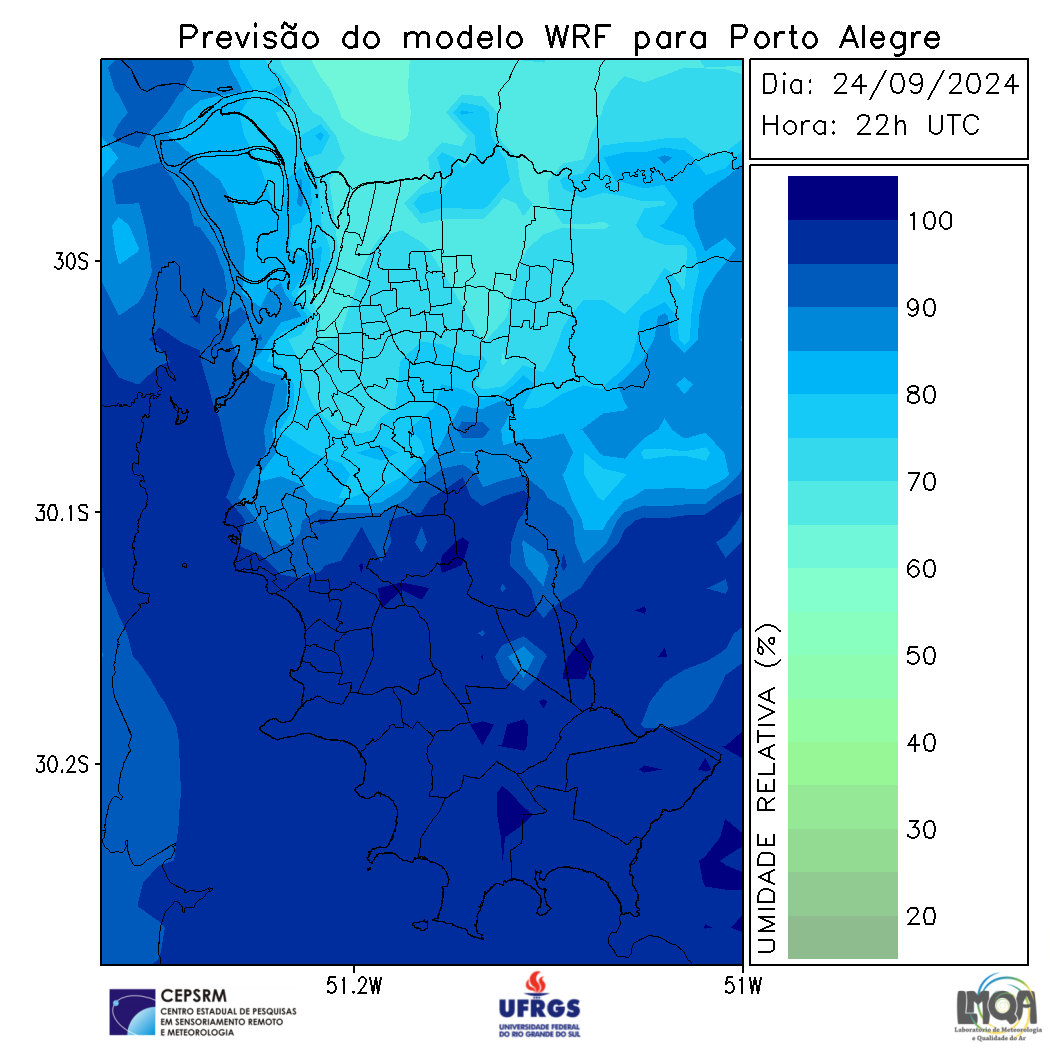 Previsão do modelo WRF para Porto Alegre
Dia: 24/09/2024
Hora: 22h UTC
30S
30.1S
30.2S
51.2W
51W
100
90
80
70
60
50
40
30
20
UMIDADE RELATIVA (%)
CEPSRM
CENTRO ESTADUAL DE PESQUISAS
EM SENSORIAMENTO REMOTO
E METEOROLOGIA
UFRGS
UNIVERSIDADE FEDERAL
DO RIO GRANDE DO SUL
LMQA
Laboratório de Meteorologia
e Qualidade do Ar